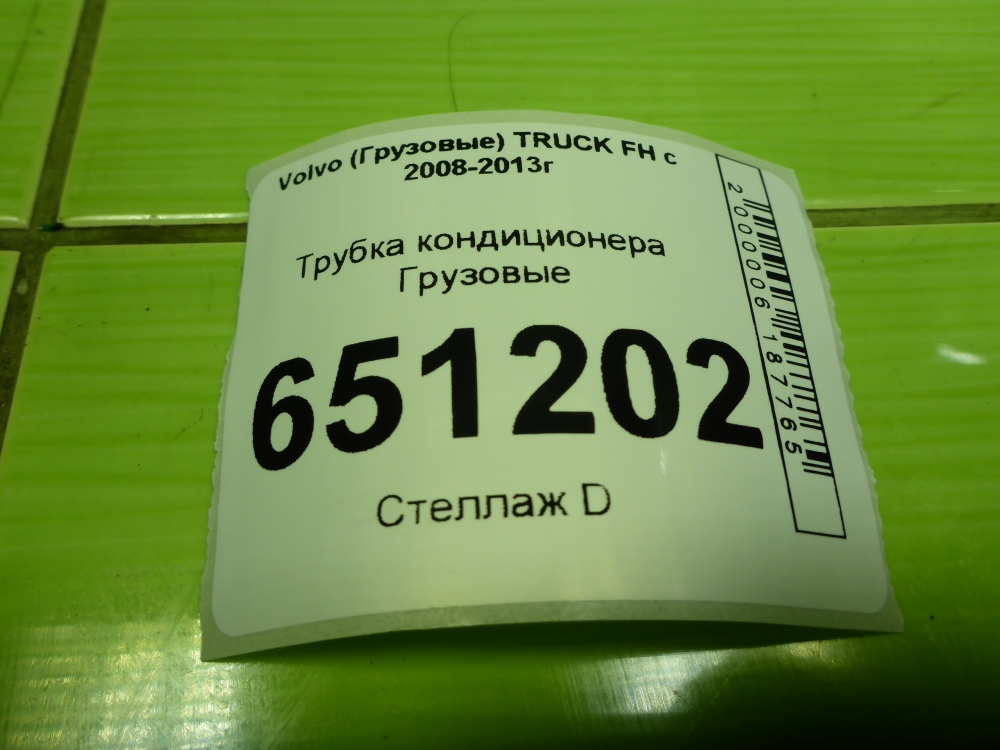 Volvo (Грузовые) TRUCK FH с
2008-2013г
Трубка кондиционера
Грузовые
651202
Стеллаж D
2000006187765